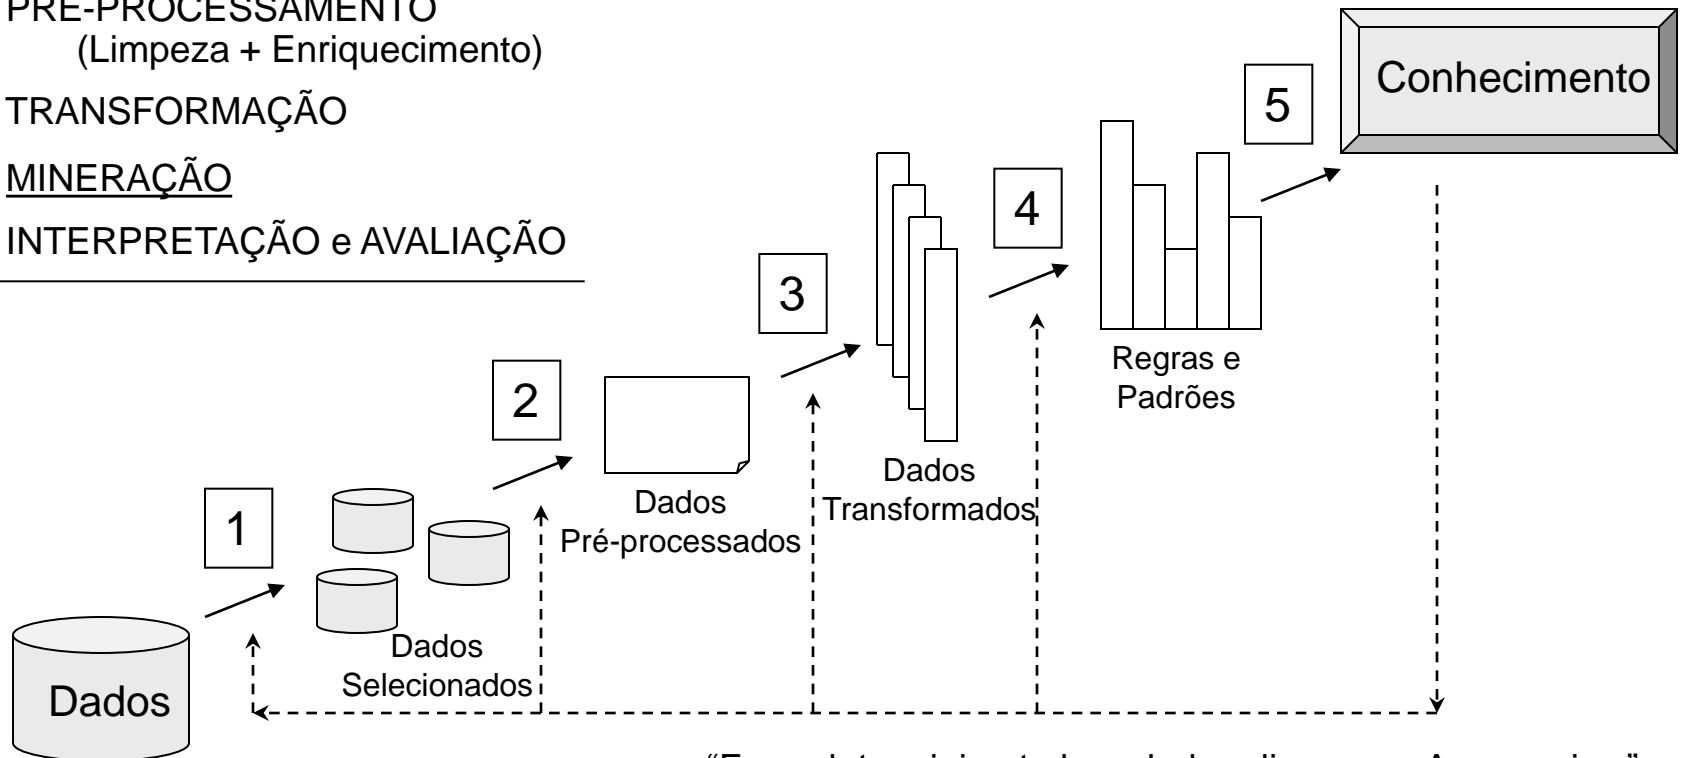 PRÉ-PROCESSAMENTO
(Limpeza + Enriquecimento)
TRANSFORMAÇÃO
MINERAÇÃO
INTERPRETAÇÃO e AVALIAÇÃO
Conhecimento
5
4
3
Regras e
Padrões
2
Dados
Transformados
Dados
Pré-processados
1
Dados
Selecionados
Dados